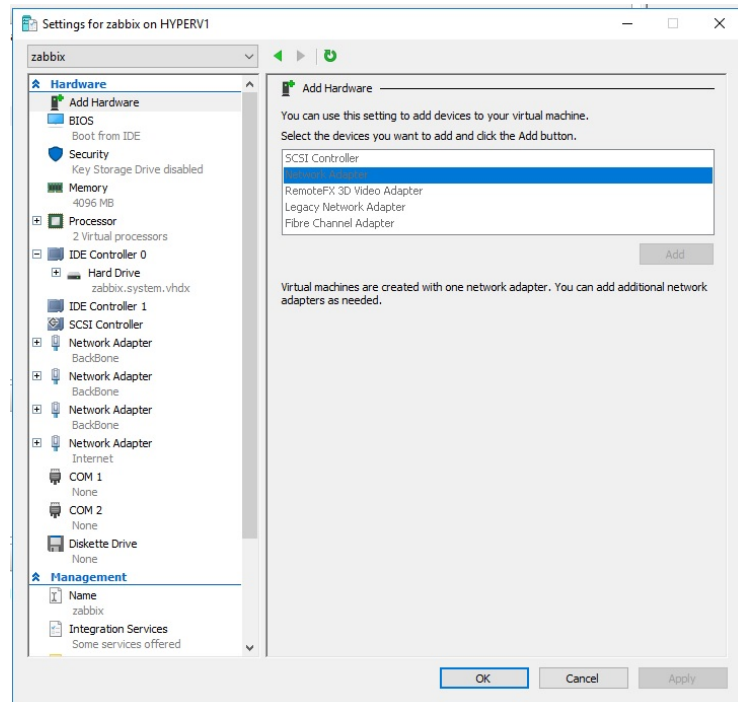 Settings for zabbix on HYPERV1
zabbix
Hardware
Add Hardware
BIOS
Boot from IDE
Security
Key Storage Drive disabled
Memory
4096 MB
Processor
2 Virtual processors
IDE Controller 0
Hard Drive
zabbix.system.vhdx
IDE Controller 1
SCSI Controller
Network Adapter
BackBone
Network Adapter
BackBone
Network Adapter
BackBone
Network Adapter
Internet
COM 1
None
COM 2
None
Diskette Drive
None
Management
Name
zabbix
Integration Services
Some services offered
Add Hardware
You can use this setting to add devices to your virtual machine.
Select the devices you want to add and click the Add button.
SCSI Controller
Network Adapter
RemoteFX 3D Video Adapter
Legacy Network Adapter
Fibre Channel Adapter
Add
Virtual machines are created with one network adapter. You can add additional network
adapters as needed.
OK
Cancel
Apply